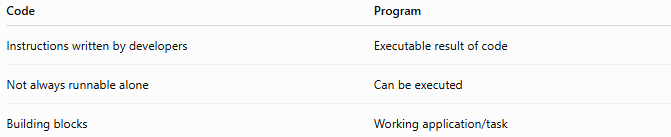 Code Program
Instructions written by developers Executable result of code
Not always runnable alone Can be executed
Building blocks Working application/task